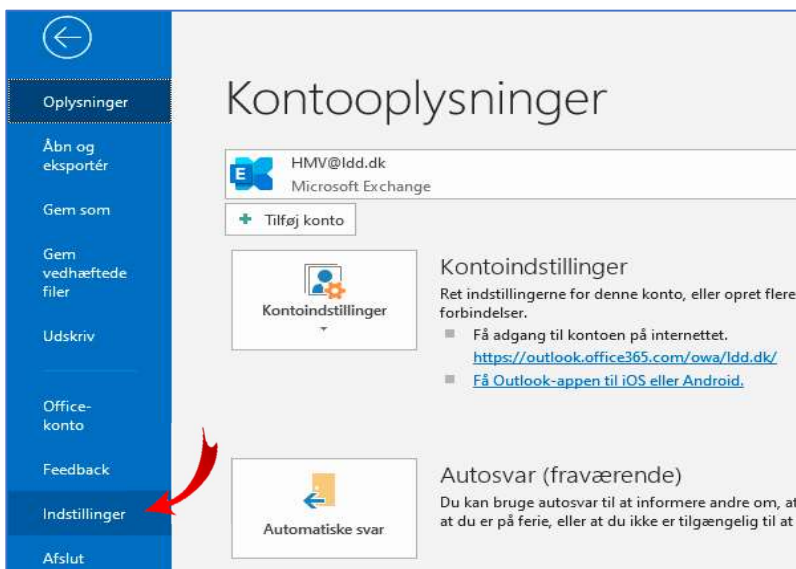 Oplysninger
Åbn og
eksportér
Gem som
Gem
vedhæftede
filer
Udskriv
Office-
konto
Feedback
Indstillinger
Afslut
Kontooplysninger
E
HMV@ldd.dk
Microsoft Exchange
+ Tilføj konto
Kontoindstillinger
Kontoindstillinger
Ret indstillingerne for denne konto, eller opret flere
forbindelser.
Få adgang til kontoen på internettet.
https://outlook.office365.com/owa/ldd.dk/
Få Outlook-appen til iOS eller Android.
Automatiske svar
Autosvar (fraværende)
Du kan bruge autosvar til at informere andre om, at
at du er på ferie, eller at du ikke er tilgængelig til at